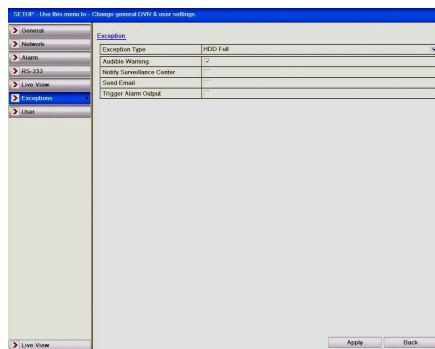 SETUP - Use this menu to - Change general DVR & user settings
General
Network
Alarm
RS-232
Live View
Exceptions
User
Exception
Exception Type HDD Full
Audible Warning
Notify Surveillance Center
Send Email
Trigger Alarm Output
Live View
Apply Back